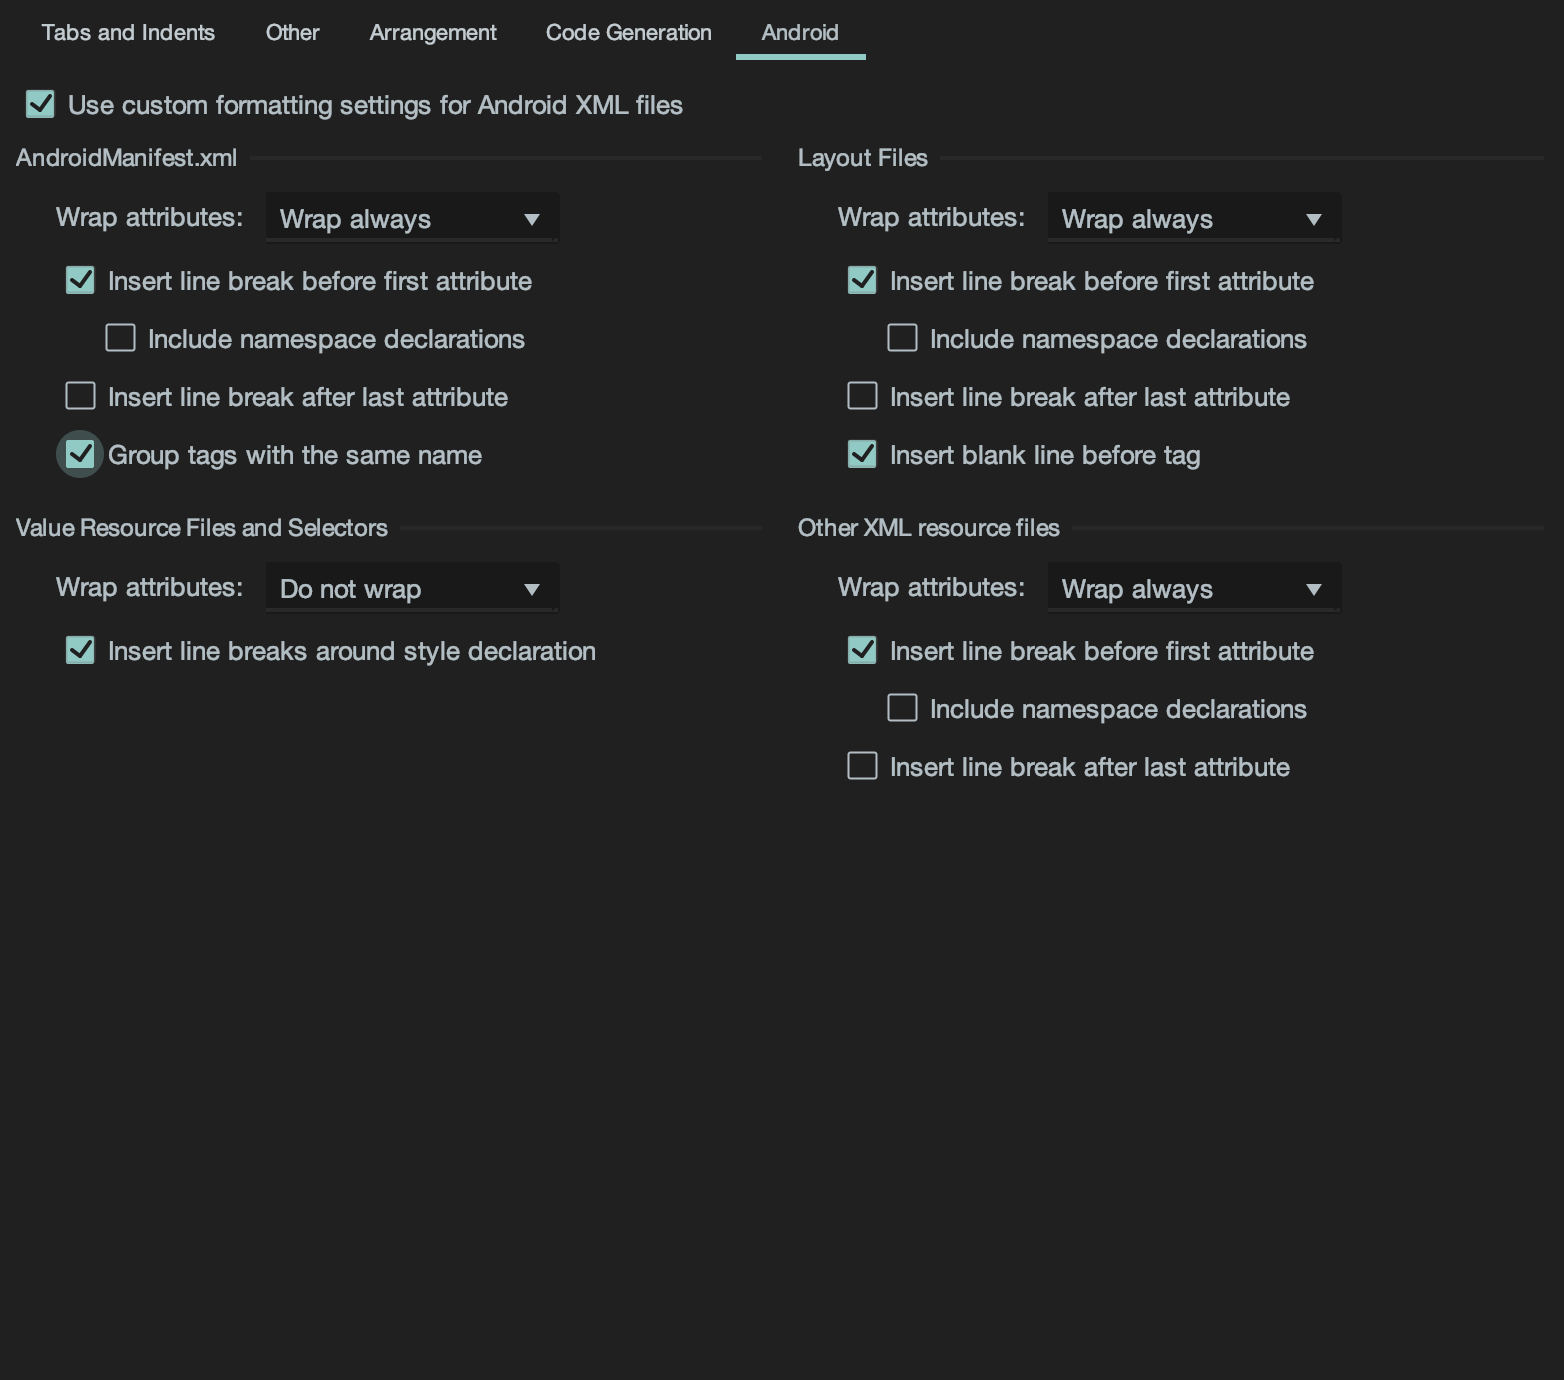 Tabs and Indents
Other
Arrangement
Code Generation
Android
Use custom formatting settings for Android XML files
AndroidManifest.xml
Wrap attributes: Wrap always
Insert line break before first attribute
Include namespace declarations
Insert line break after last attribute
Group tags with the same name
Layout Files
Wrap attributes: Wrap always
Insert line break before first attribute
Include namespace declarations
Insert line break after last attribute
Insert blank line before tag
Value Resource Files and Selectors
Wrap attributes: Do not wrap
Insert line breaks around style declaration
Other XML resource files
Wrap attributes: Wrap always
Insert line break before first attribute
Include namespace declarations
Insert line break after last attribute